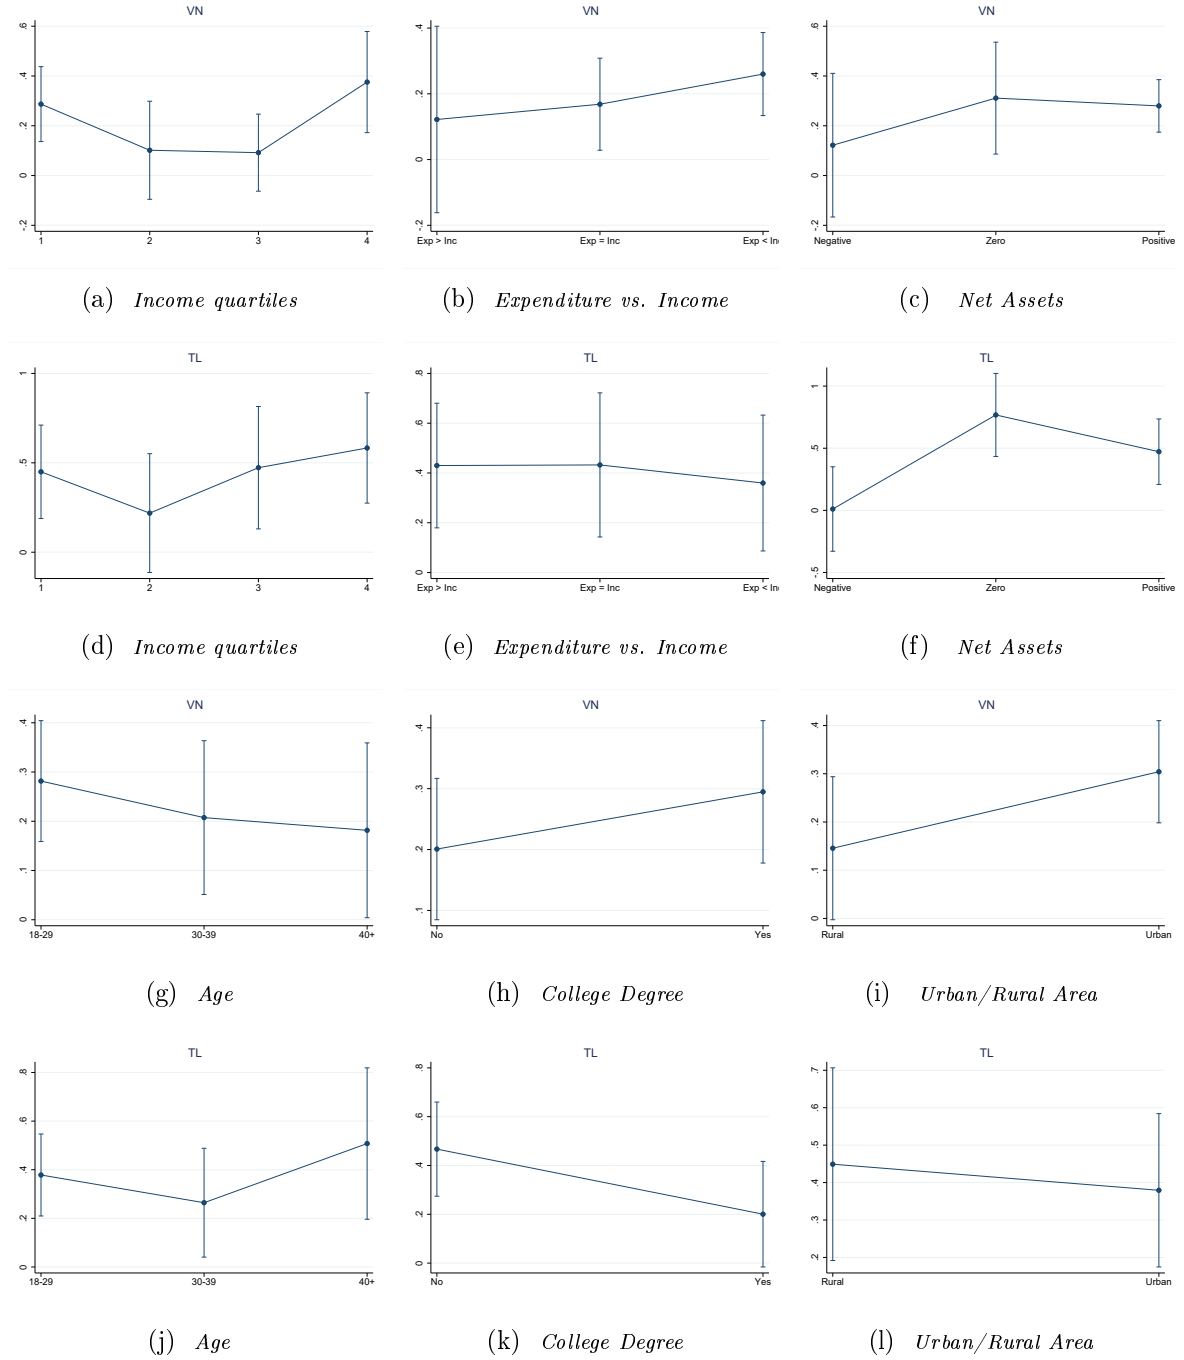 VN VN VN
.6 .4 .2 0 -.2 .4 .2 0 -.2 .6 .4 .2 0 -.2
1 2 3 4 Exp > Inc Exp = Inc Exp < In Negative Zero Positive
(a) Income quartiles (b) Expenditure vs. Income (c) Net Assets
TL TL TL
1 .5 0 .8 .6 .4 .2 0 1 .5 0 -.5
1 2 3 4 Exp > Inc Exp = Inc Exp < In Negative Zero Positive
(d) Income quartiles (e) Expenditure vs. Income (f) Net Assets
VN VN VN
.4 .3 .2 .1 0 .4 .3 .2 .1 .4 .3 .2 .1 0
18-29 30-39 40+ No Yes Rural Urban
(g) Age (h) College Degree (i) Urban/Rural Area
TL TL TL
.8 .6 .4 .2 0 .8 .6 .4 .2 0 .7 .6 .5 .4 .3 .2
18-29 30-39 40+ No Yes Rural Urban
(j) Age (k) College Degree (l) Urban/Rural Area